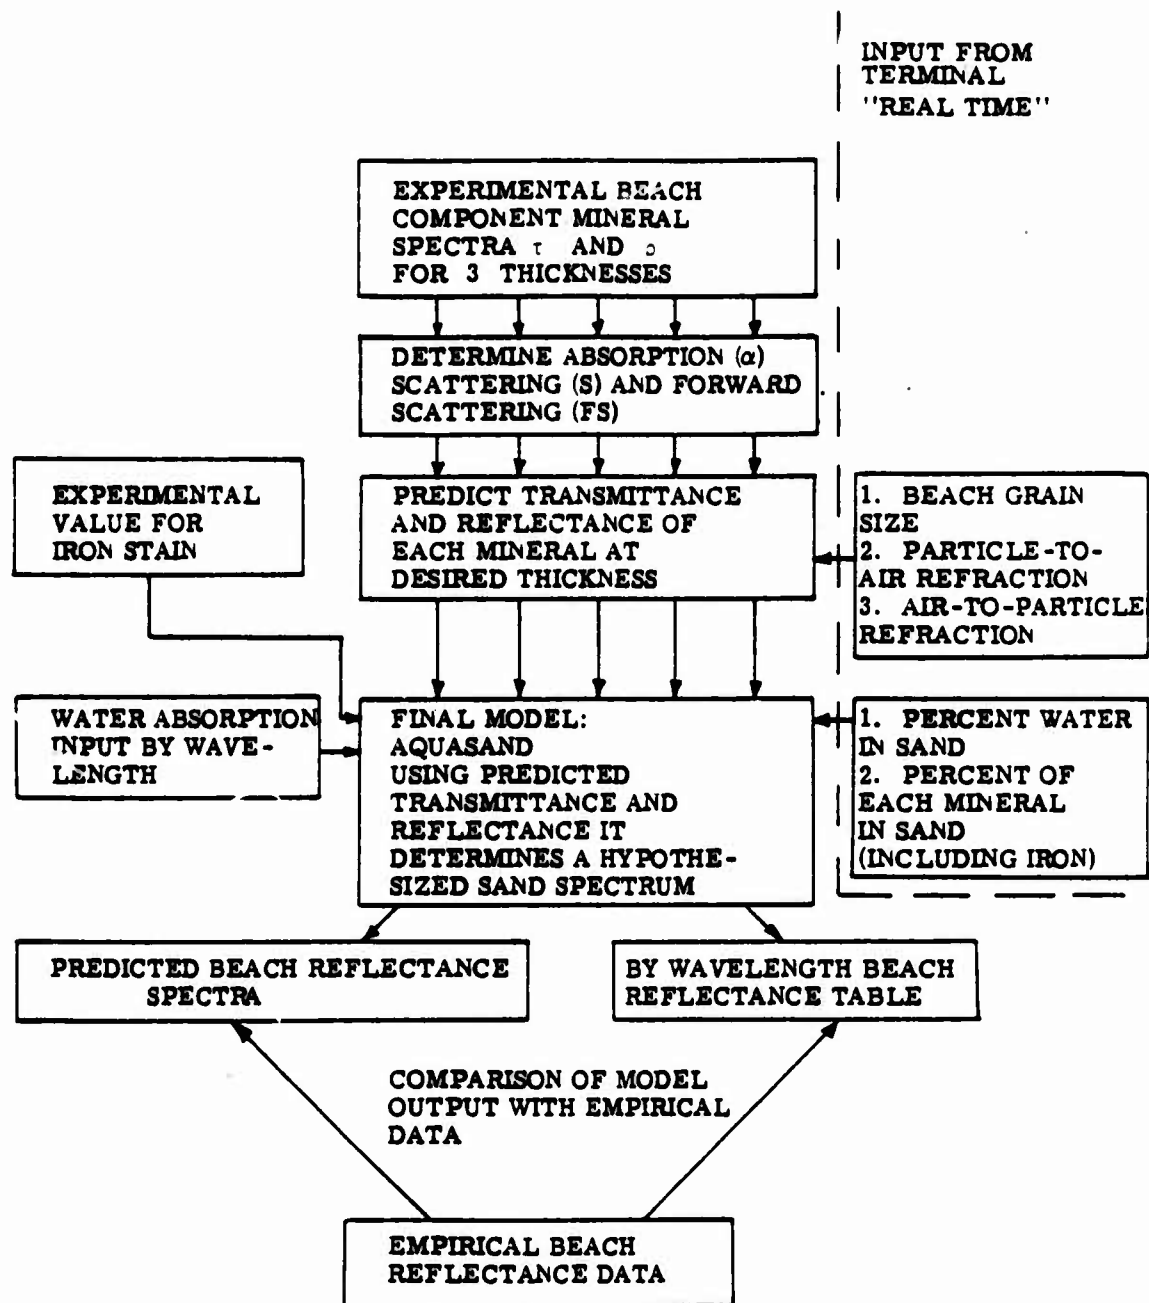 INPUT FROM
TERMINAL
"REAL TIME"
EXPERIMENTAL BEACH
COMPONENT MINERAL
SPECTRA τ AND ρ
FOR 3 THICKNESSES
DETERMINE ABSORPTION (α)
SCATTERING (S) AND FORWARD
SCATTERING (FS)
EXPERIMENTAL
VALUE FOR
IRON STAIN
PREDICT TRANSMITTANCE
AND REFLECTANCE OF
EACH MINERAL AT
DESIRED THICKNESS
1. BEACH GRAIN
SIZE
2. PARTICLE-TO-
AIR REFRACTION
3. AIR-TO-PARTICLE
REFRACTION
WATER ABSORPTION
INPUT BY WAVE-
LENGTH
FINAL MODEL:
AQUASAND
USING PREDICTED
TRANSMITTANCE AND
REFLECTANCE IT
DETERMINES A HYPOTHE-
SIZED SAND SPECTRUM
1. PERCENT WATER
IN SAND
2. PERCENT OF
EACH MINERAL
IN SAND
(INCLUDING IRON)
PREDICTED BEACH REFLECTANCE
SPECTRA
BY WAVELENGTH BEACH
REFLECTANCE TABLE
COMPARISON OF MODEL
OUTPUT WITH EMPIRICAL
DATA
EMPIRICAL BEACH
REFLECTANCE DATA